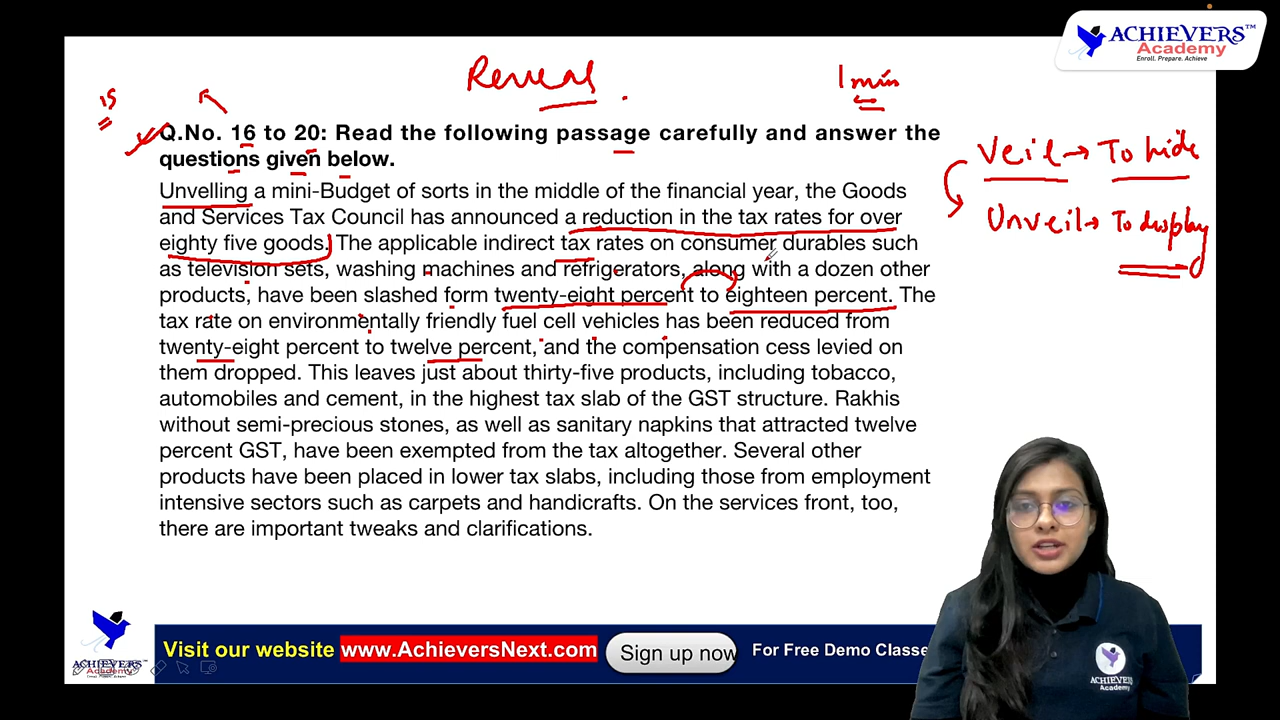 ACHIEVERS™
Academy
Enroll. Prepare. Achieve
Reveal.
1 min
15
Q.No. 16 to 20: Read the following passage carefully and answer the
questions given below.
Veil → To hide
Unveil → To display
Unvelling a mini-Budget of sorts in the middle of the financial year, the Goods
and Services Tax Council has announced a reduction in the tax rates for over
eighty five goods. The applicable indirect tax rates on consumer durables such
as television sets, washing machines and refrigerators, along with a dozen other
products, have been slashed form twenty-eight percent to eighteen percent. The
tax rate on environmentally friendly fuel cell vehicles has been reduced from
twenty-eight percent to twelve percent, and the compensation cess levied on
them dropped. This leaves just about thirty-five products, including tobacco,
automobiles and cement, in the highest tax slab of the GST structure. Rakhis
without semi-precious stones, as well as sanitary napkins that attracted twelve
percent GST, have been exempted from the tax altogether. Several other
products have been placed in lower tax slabs, including those from employment
intensive sectors such as carpets and handicrafts. On the services front, too,
there are important tweaks and clarifications.
ACHIEVERS
Academy
Visit our website www.AchieversNext.com
Sign up now
For Free Demo Classe
ACHIEVERS
Academy